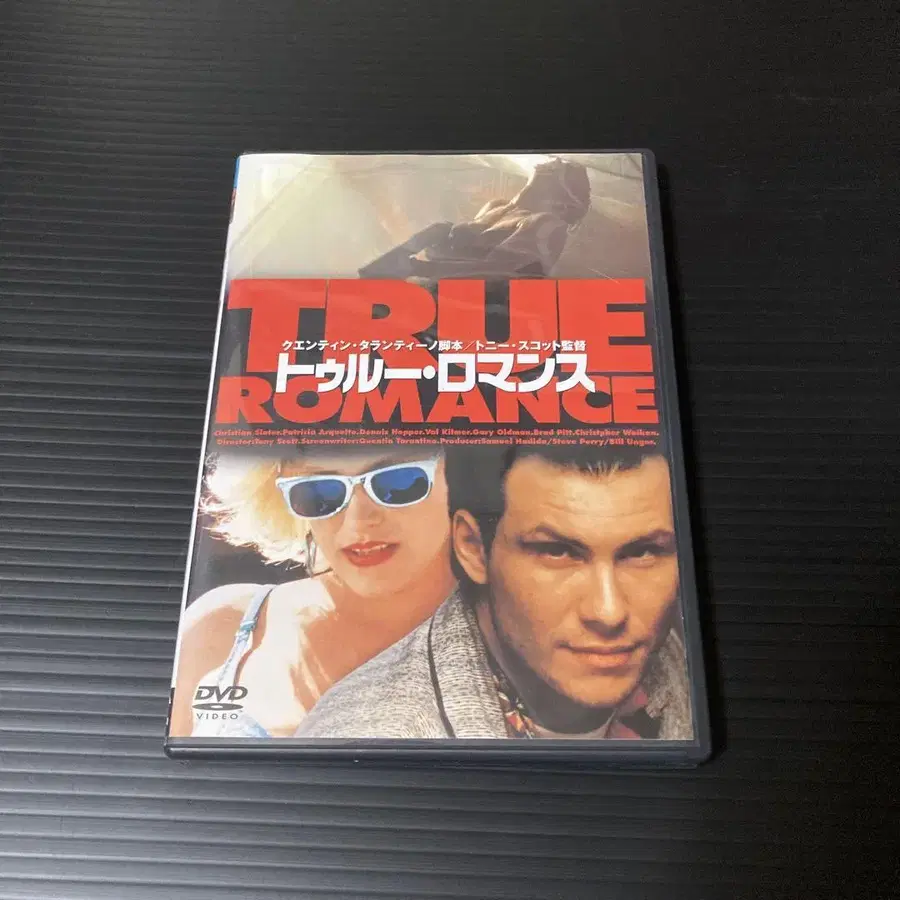 TRUE
クエンティン・タランティーノ脚本/トニー・スコット監督
トゥルー・ロマンス
ROMANCE
Christian Slater.Patricia Arquette.Dennis Hopper.Val Kilmer.Gary Oldman.Brad Pitt.Christpher Walken.
Director:Tony Scott.Screenwriter:Quentin Tarantino.Producer:Samuel Hadida/Steve Perry/Bill Unger.
DVD
VIDEO